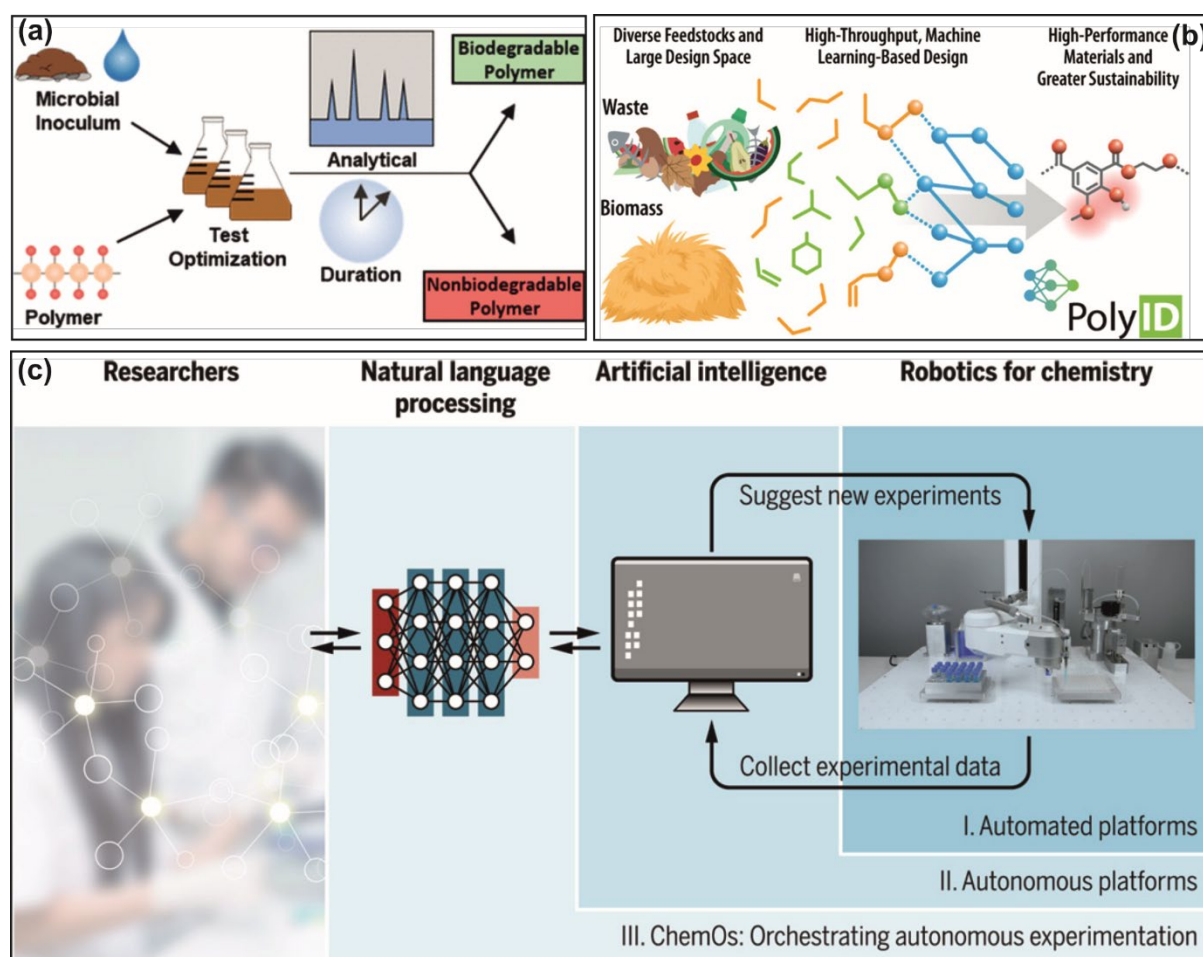 (a)
Microbial
Inoculum
Polymer
Test
Optimization
Analytical
Duration
Biodegradable
Polymer
Nonbiodegradable
Polymer
(b)
Diverse Feedstocks and
Large Design Space
High-Throughput, Machine
Learning-Based Design
High-Performance
Materials and
Greater Sustainability
Waste
Biomass
PolyID
(c)
Researchers
Natural language
processing
Artificial intelligence
Robotics for chemistry
Suggest new experiments
Collect experimental data
I. Automated platforms
II. Autonomous platforms
III. ChemOs: Orchestrating autonomous experimentation